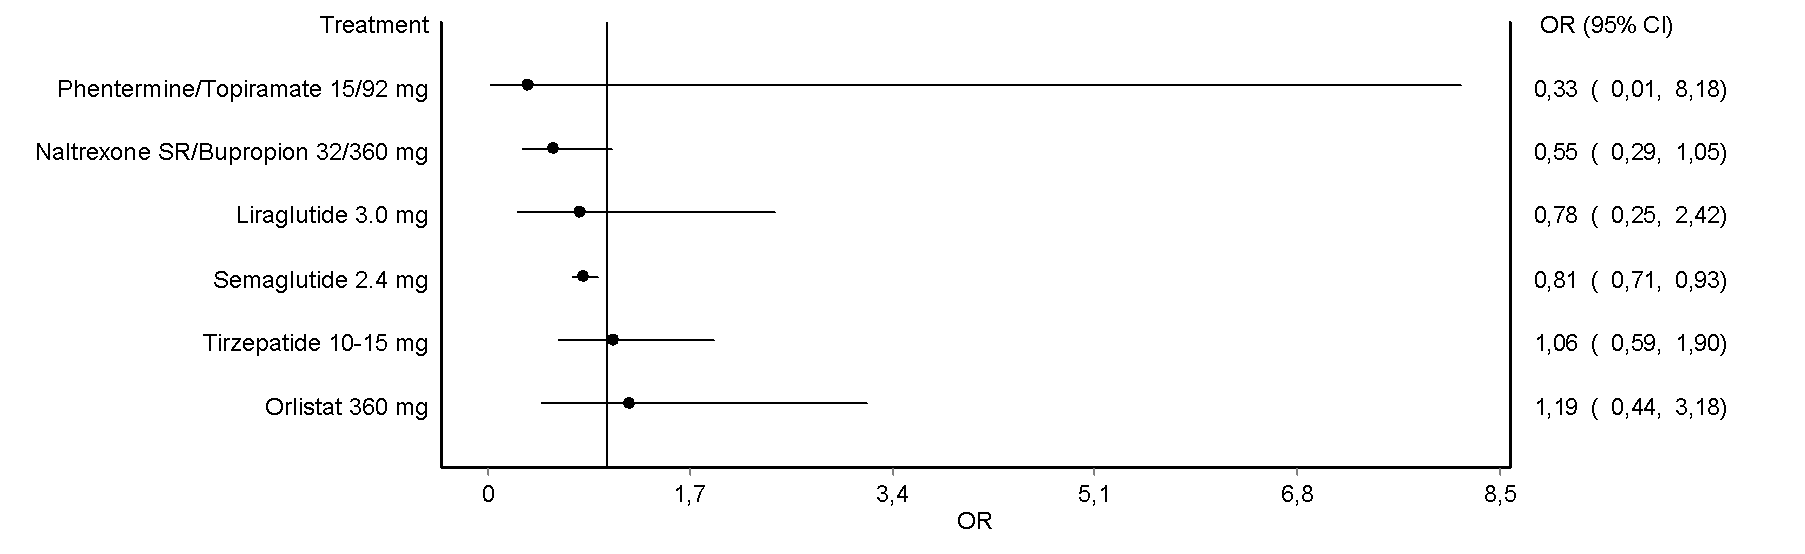 Treatment OR (95% CI)
Phentermine/Topiramate 15/92 mg 0,33 ( 0,01, 8,18)
Naltrexone SR/Bupropion 32/360 mg 0,55 ( 0,29, 1,05)
Liraglutide 3.0 mg 0,78 ( 0,25, 2,42)
Semaglutide 2.4 mg 0,81 ( 0,71, 0,93)
Tirzepatide 10-15 mg 1,06 ( 0,59, 1,90)
Orlistat 360 mg 1,19 ( 0,44, 3,18)
0 1,7 3,4 5,1 6,8 8,5
OR